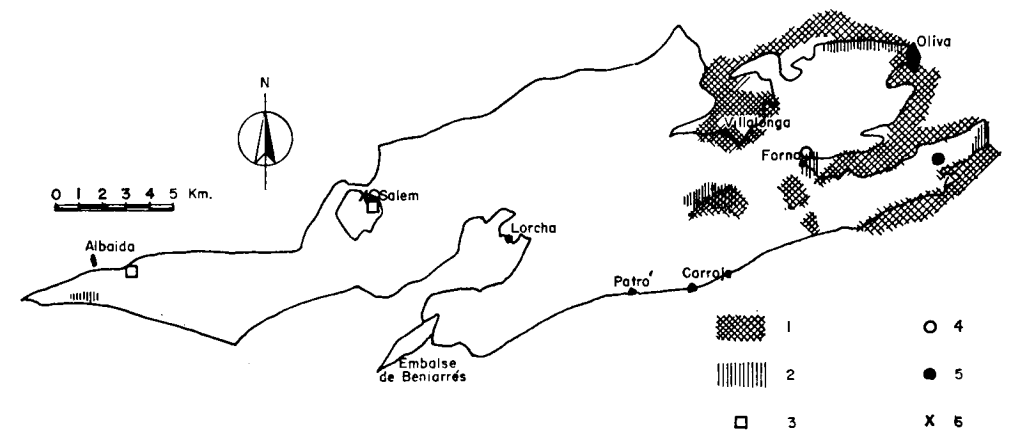 Oliva
N
Villalonga
Forna
0 1 2 3 4 5 Km.
Salem
Albaida
Lorcha
Patró
Carroja
Embalse
de Beniarrés
1
2
3
4
5
6
X